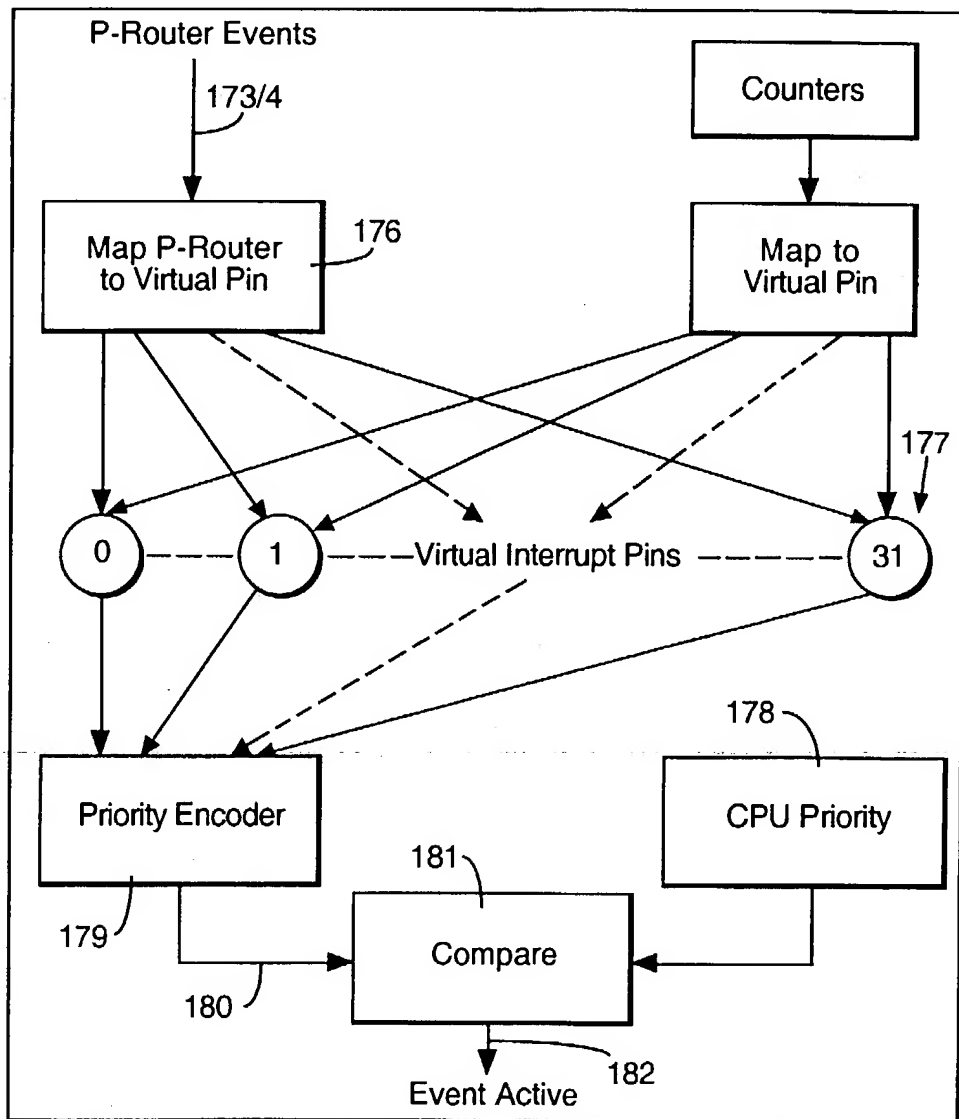 P-Router Events
173/4
Counters
Map P-Router
to Virtual Pin
176
Map to
Virtual Pin
177
0
1
Virtual Interrupt Pins
31
178
Priority Encoder
CPU Priority
179
181
Compare
180
182
Event Active